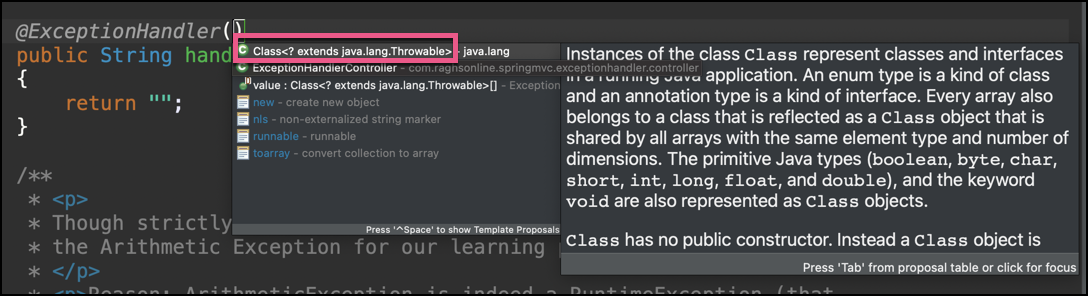 @ExceptionHandler()
public String hand
{
return "";
}
/**
* <p>
* Though strictly
* the Arithmetic Exception for our learning
* </p>
* <p>Reason: ArithmeticException is indeed a RuntimeException (that
Class<? extends java.lang.Throwable> - java.lang
ExceptionHandlerController - com.raghsonline.springmvc.exceptionhandler.controller
value : Class<? extends java.lang.Throwable>[] - Exception
new - create new object
nls - non-externalized string marker
runnable - runnable
toarray - convert collection to array
Press '^Space' to show Template Proposals
Instances of the class Class represent classes and interfaces
in a running Java application. An enum type is a kind of class
and an annotation type is a kind of interface. Every array also
belongs to a class that is reflected as a Class object that is
shared by all arrays with the same element type and number of
dimensions. The primitive Java types (boolean, byte, char,
short, int, long, float, and double), and the keyword
void are also represented as Class objects.
Class has no public constructor. Instead a Class object is
Press 'Tab' from proposal table or click for focus